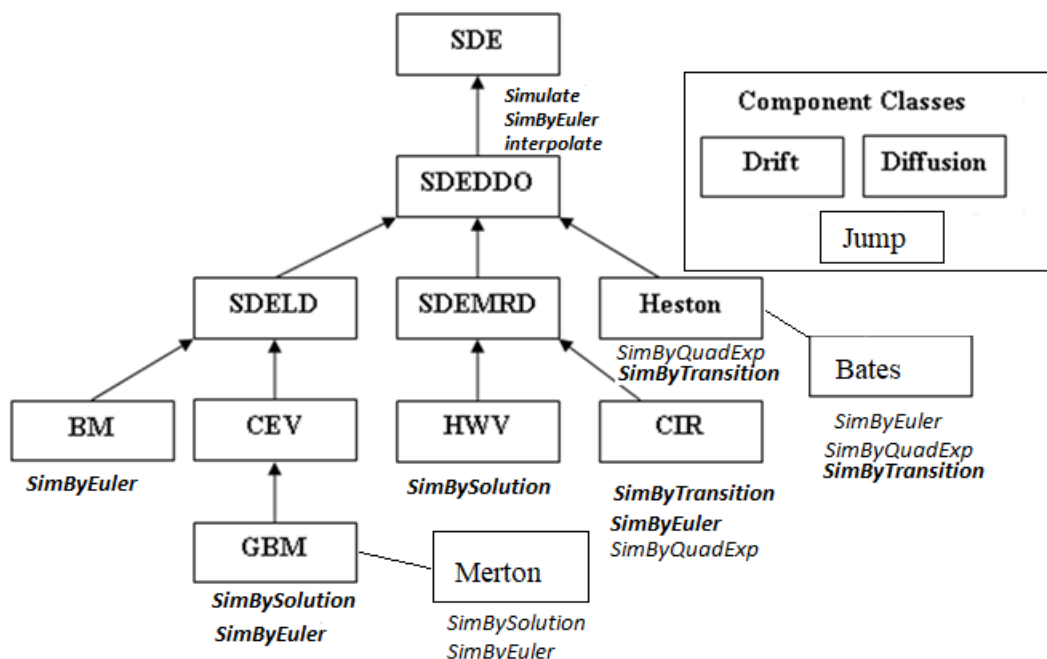 SDE
Simulate
SimByEuler
interpolate
Component Classes
Drift
Diffusion
Jump
SDEDDO
SDELD
SDEMRD
Heston
SimByQuadExp
SimByTransition
Bates
SimByEuler
SimByQuadExp
SimByTransition
BM
SimByEuler
CEV
HWV
SimBySolution
CIR
SimByTransition
SimByEuler
SimByQuadExp
GBM
SimBySolution
SimByEuler
Merton
SimBySolution
SimByEuler